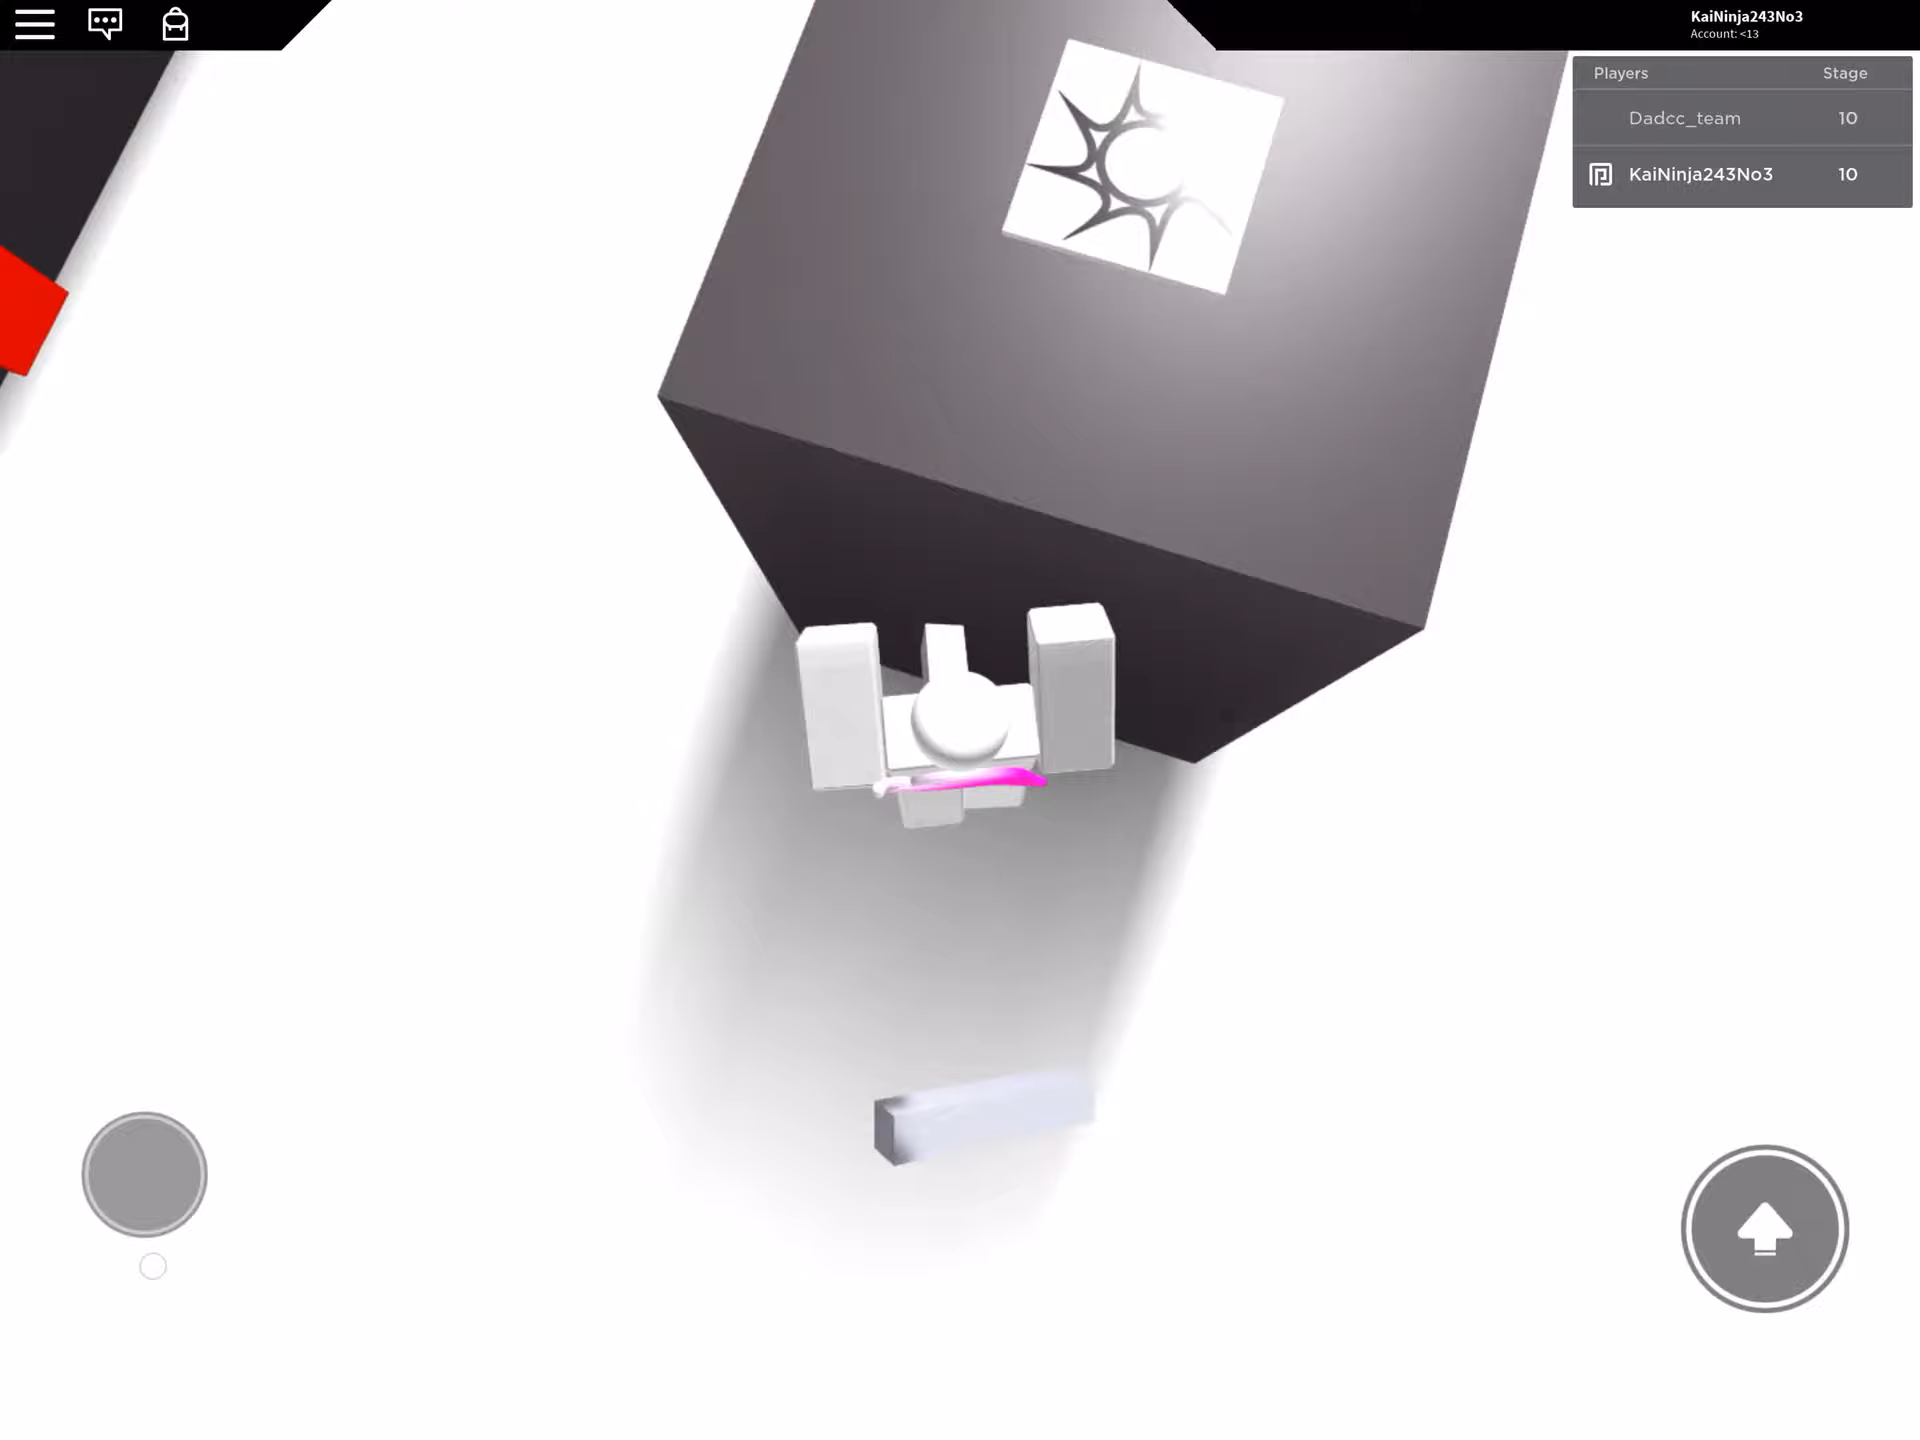 KaiNinja243No3
Account: <13
Players Stage
Dadcc_team 10
KaiNinja243No3 10